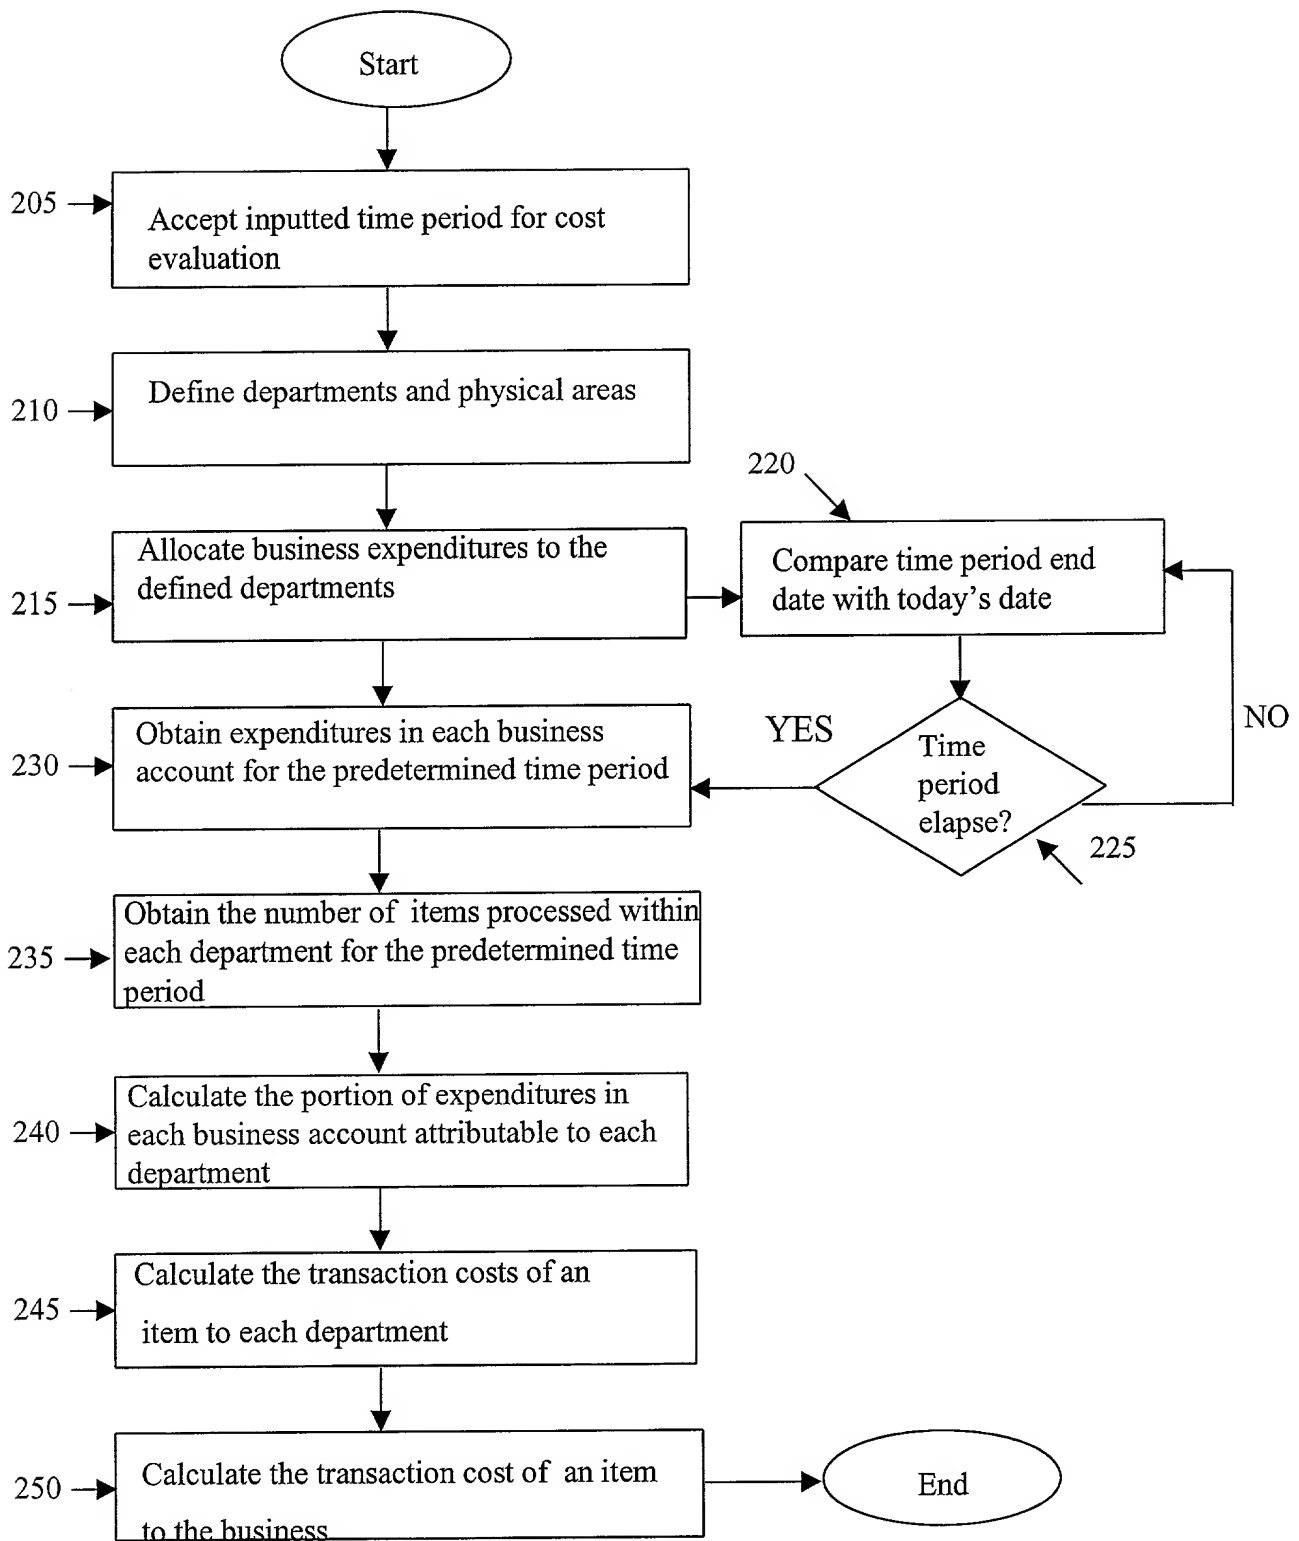 Start
205
Accept inputted time period for cost
evaluation
210
Define departments and physical areas
220
215
Allocate business expenditures to the
defined departments
Compare time period end
date with today's date
230
Obtain expenditures in each business
account for the predetermined time period
YES
Time
period
elapse?
NO
225
235
Obtain the number of items processed within
each department for the predetermined time
period
240
Calculate the portion of expenditures in
each business account attributable to each
department
245
Calculate the transaction costs of an
item to each department
250
Calculate the transaction cost of an item
to the business
End